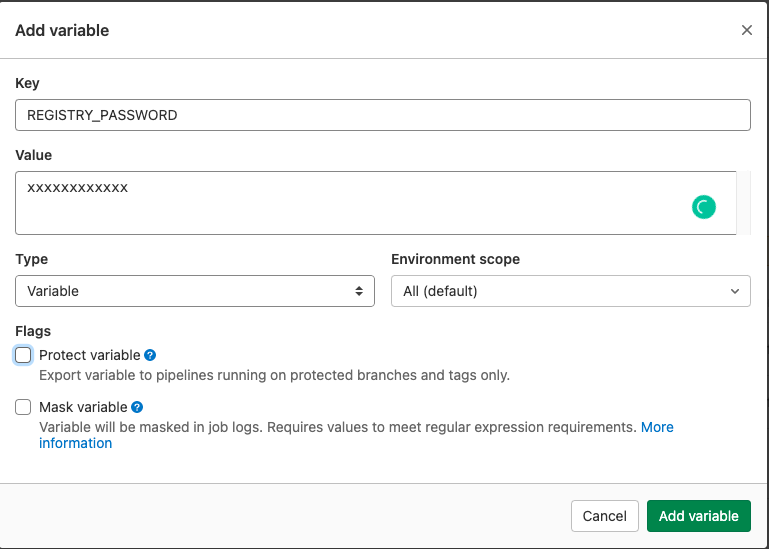 Add variable
Key
REGISTRY_PASSWORD
Value
xxxxxxxxxxxx
Type
Environment scope
Variable
All (default)
Flags
Protect variable ?
Export variable to pipelines running on protected branches and tags only.
Mask variable ?
Variable will be masked in job logs. Requires values to meet regular expression requirements. More
information
Cancel
Add variable